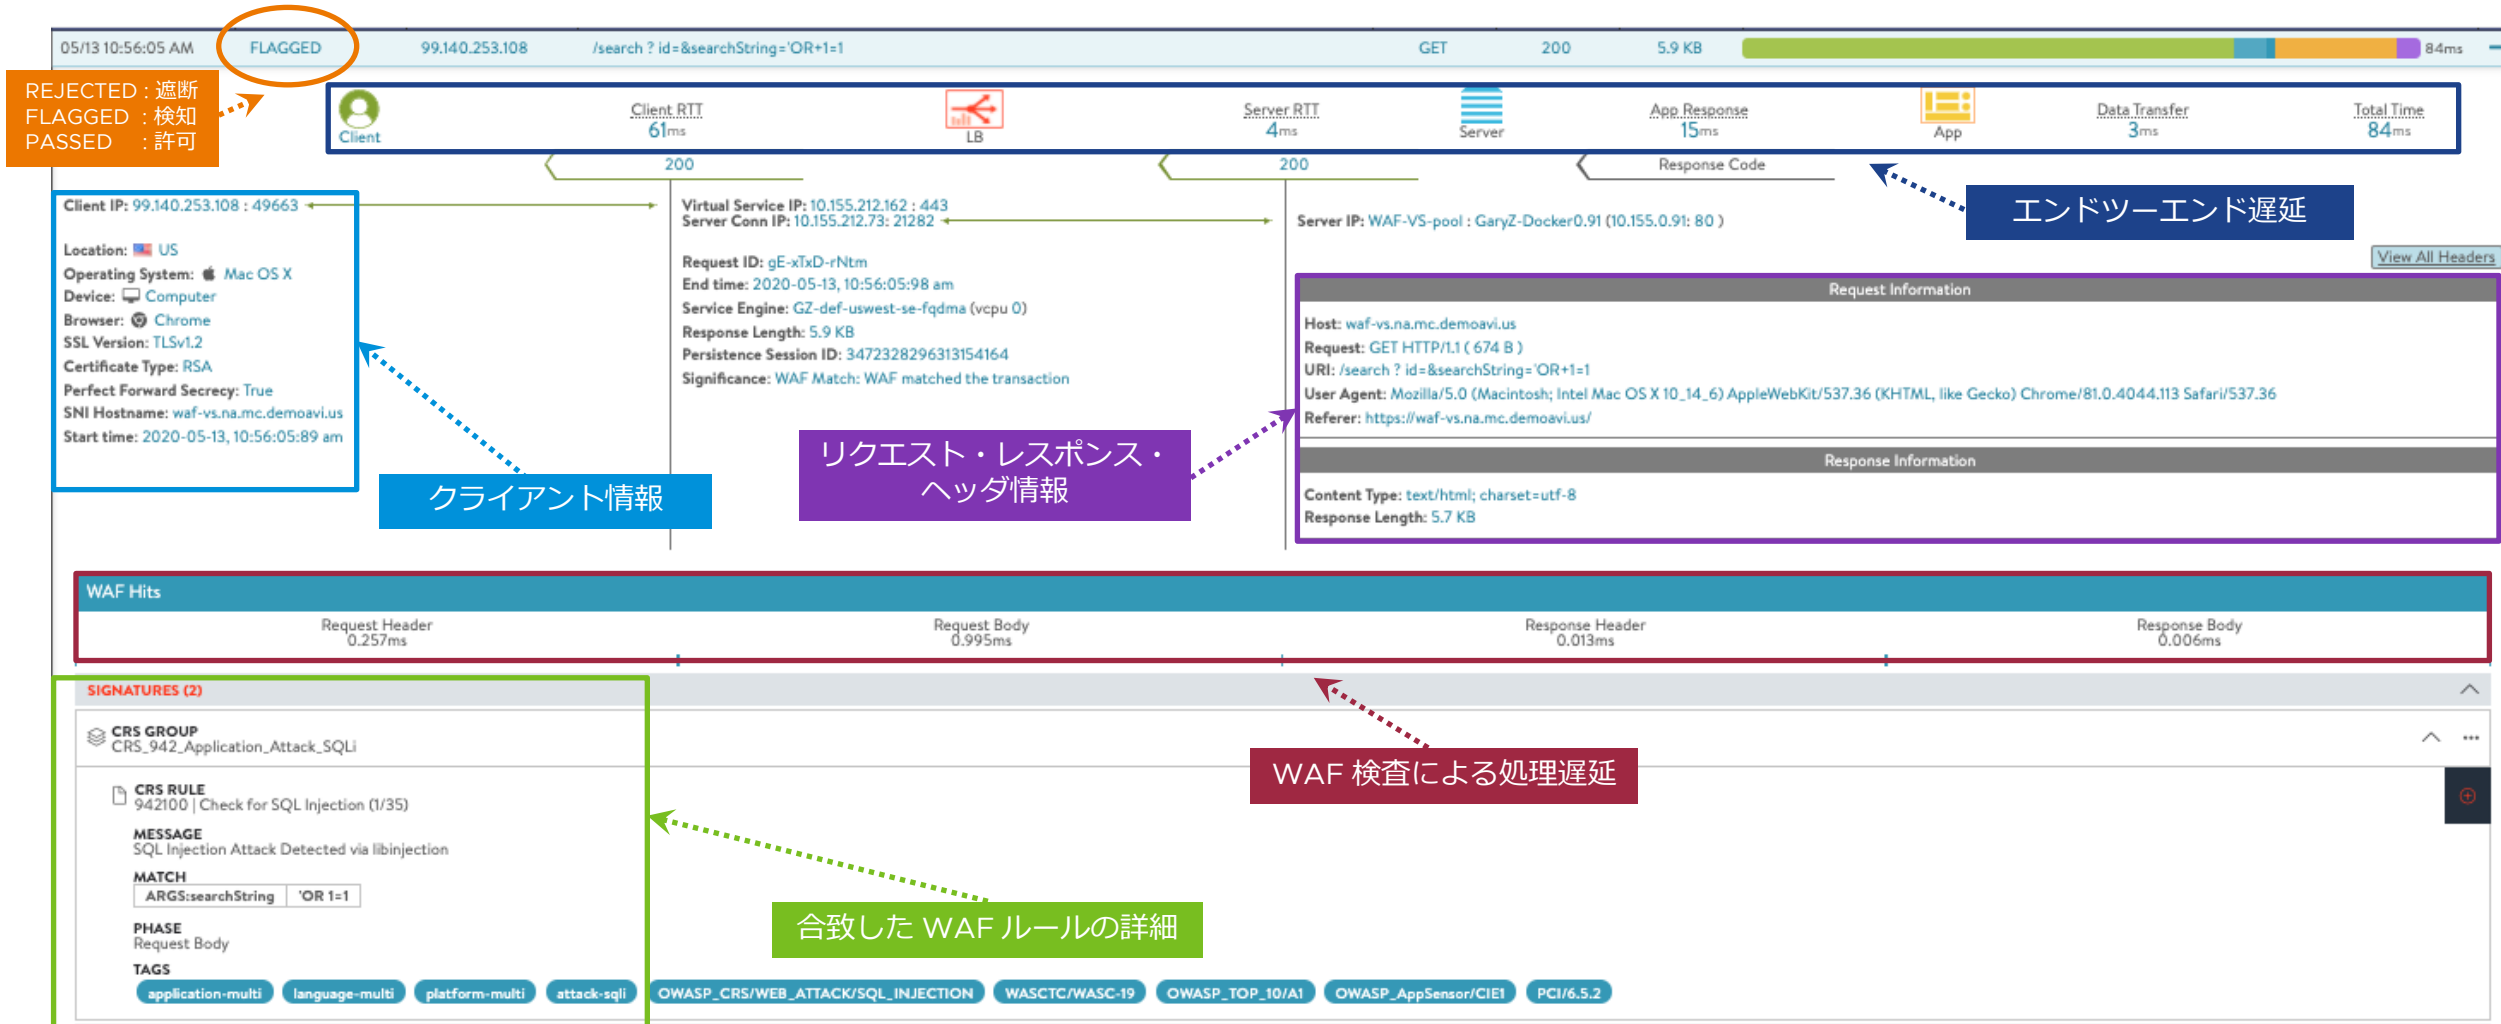 05/13 10:56:05 AM FLAGGED 99.140.253.108 /search ? id=&searchString='OR+1=1 GET 200 5.9 KB 84ms
REJECTED : 遮断
FLAGGED : 検知
PASSED : 許可
Client
Client RTT
61ms
LB
Server RTT
4ms
Server
App Response
15ms
App
Data Transfer
3ms
Total Time
84ms
200
200
Response Code
エンドツーエンド遅延
Client IP: 99.140.253.108 : 49663
Location: US
Operating System: Mac OS X
Device: Computer
Browser: Chrome
SSL Version: TLSv1.2
Certificate Type: RSA
Perfect Forward Secrecy: True
SNI Hostname: waf-vs.na.mc.demoavi.us
Start time: 2020-05-13, 10:56:05:89 am
クライアント情報
Virtual Service IP: 10.155.212.162 : 443
Server Conn IP: 10.155.212.73: 21282
Request ID: gE-xTxD-rNtm
End time: 2020-05-13, 10:56:05:98 am
Service Engine: GZ-def-uswest-se-fqdma (vcpu 0)
Response Length: 5.9 KB
Persistence Session ID: 3472328296313154164
Significance: WAF Match: WAF matched the transaction
リクエスト・レスポンス・
ヘッダ情報
Server IP: WAF-VS-pool : GaryZ-Docker0.91 (10.155.0.91: 80 )
View All Headers
Request Information
Host: waf-vs.na.mc.demoavi.us
Request: GET HTTP/1.1 ( 674 B )
URI: /search ? id=&searchString='OR+1=1
User Agent: Mozilla/5.0 (Macintosh; Intel Mac OS X 10_14_6) AppleWebKit/537.36 (KHTML, like Gecko) Chrome/81.0.4044.113 Safari/537.36
Referer: https://waf-vs.na.mc.demoavi.us/
Response Information
Content Type: text/html; charset=utf-8
Response Length: 5.7 KB
WAF Hits
Request Header
0.257ms
Request Body
0.995ms
Response Header
0.013ms
Response Body
0.006ms
SIGNATURES (2)
CRS GROUP
CRS_942_Application_Attack_SQLi
WAF 検査による処理遅延
CRS RULE
942100 | Check for SQL Injection (1/35)
MESSAGE
SQL Injection Attack Detected via libinjection
MATCH
ARGS:searchString 'OR 1=1
合致した WAF ルールの詳細
PHASE
Request Body
TAGS
application-multi language-multi platform-multi attack-sqli OWASP_CRS/WEB_ATTACK/SQL_INJECTION WASCTC/WASC-19 OWASP_TOP_10/A1 OWASP_AppSensor/CIE1 PCI/6.5.2